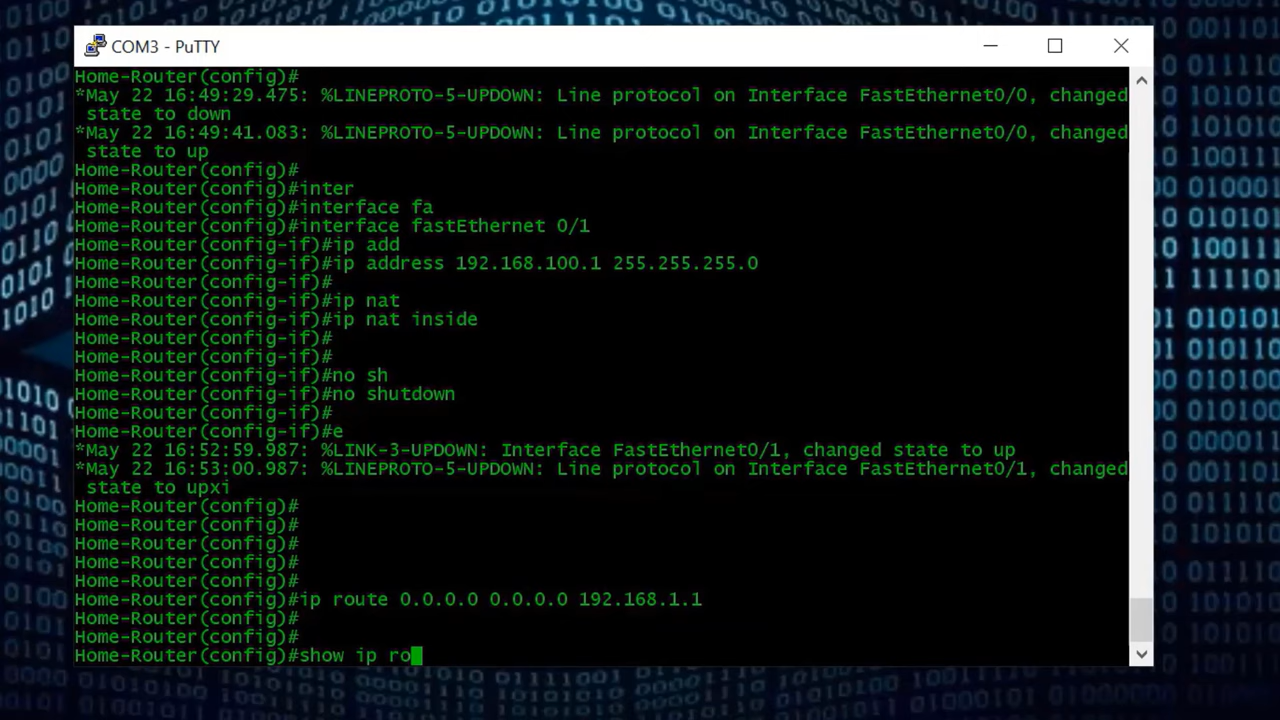 COM3 - PuTTY
Home-Router(config)#
*May 22 16:49:29.475: %LINEPROTO-5-UPDOWN: Line protocol on Interface FastEthernet0/0, changed
state to down
*May 22 16:49:41.083: %LINEPROTO-5-UPDOWN: Line protocol on Interface FastEthernet0/0, changed
state to up
Home-Router(config)#
Home-Router(config)#inter
Home-Router(config)#interface fa
Home-Router(config)#interface fastEthernet 0/1
Home-Router(config-if)#ip add
Home-Router(config-if)#ip address 192.168.100.1 255.255.255.0
Home-Router(config-if)#
Home-Router(config-if)#ip nat
Home-Router(config-if)#ip nat inside
Home-Router(config-if)#
Home-Router(config-if)#
Home-Router(config-if)#no sh
Home-Router(config-if)#no shutdown
Home-Router(config-if)#
Home-Router(config-if)#e
*May 22 16:52:59.987: %LINK-3-UPDOWN: Interface FastEthernet0/1, changed state to up
*May 22 16:53:00.987: %LINEPROTO-5-UPDOWN: Line protocol on Interface FastEthernet0/1, changed
state to upxi
Home-Router(config)#
Home-Router(config)#
Home-Router(config)#
Home-Router(config)#
Home-Router(config)#
Home-Router(config)#ip route 0.0.0.0 0.0.0.0 192.168.1.1
Home-Router(config)#
Home-Router(config)#
Home-Router(config)#show ip ro